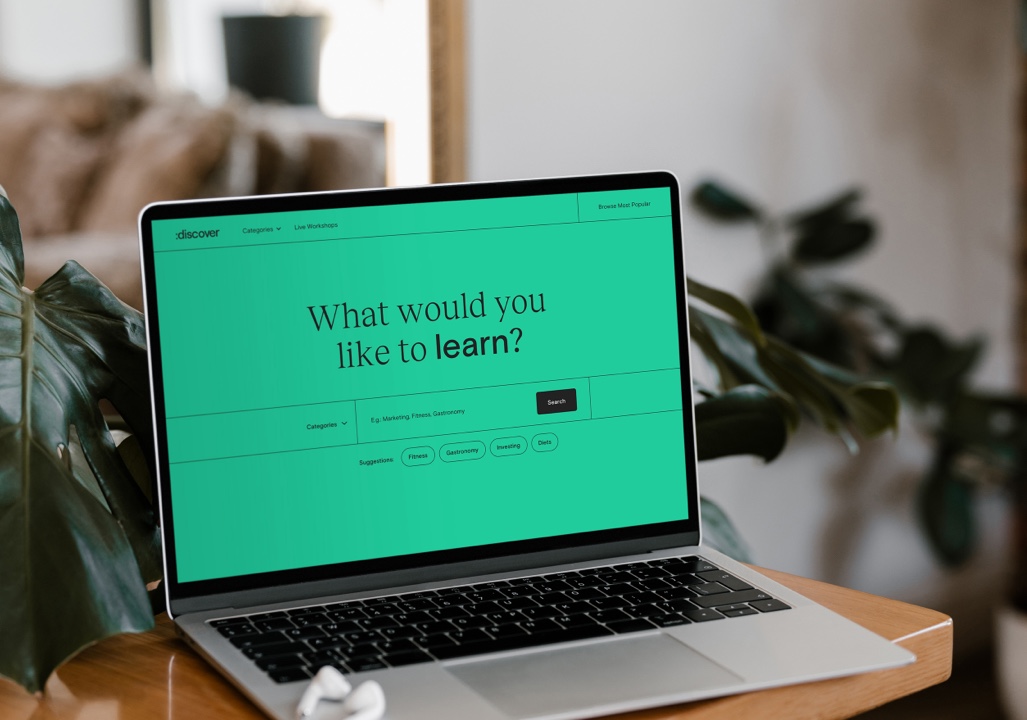 :discover
Categories
Live Workshops
Browse Most Popular
What would you
like to learn?
Categories
E.g.: Marketing, Fitness, Gastronomy
Search
Suggestions
Fitness
Gastronomy
Investing
Diets